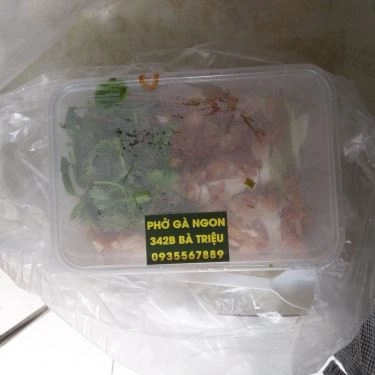 PHỞ GÀ NGON
342B BÀ TRIỆU
0935567889